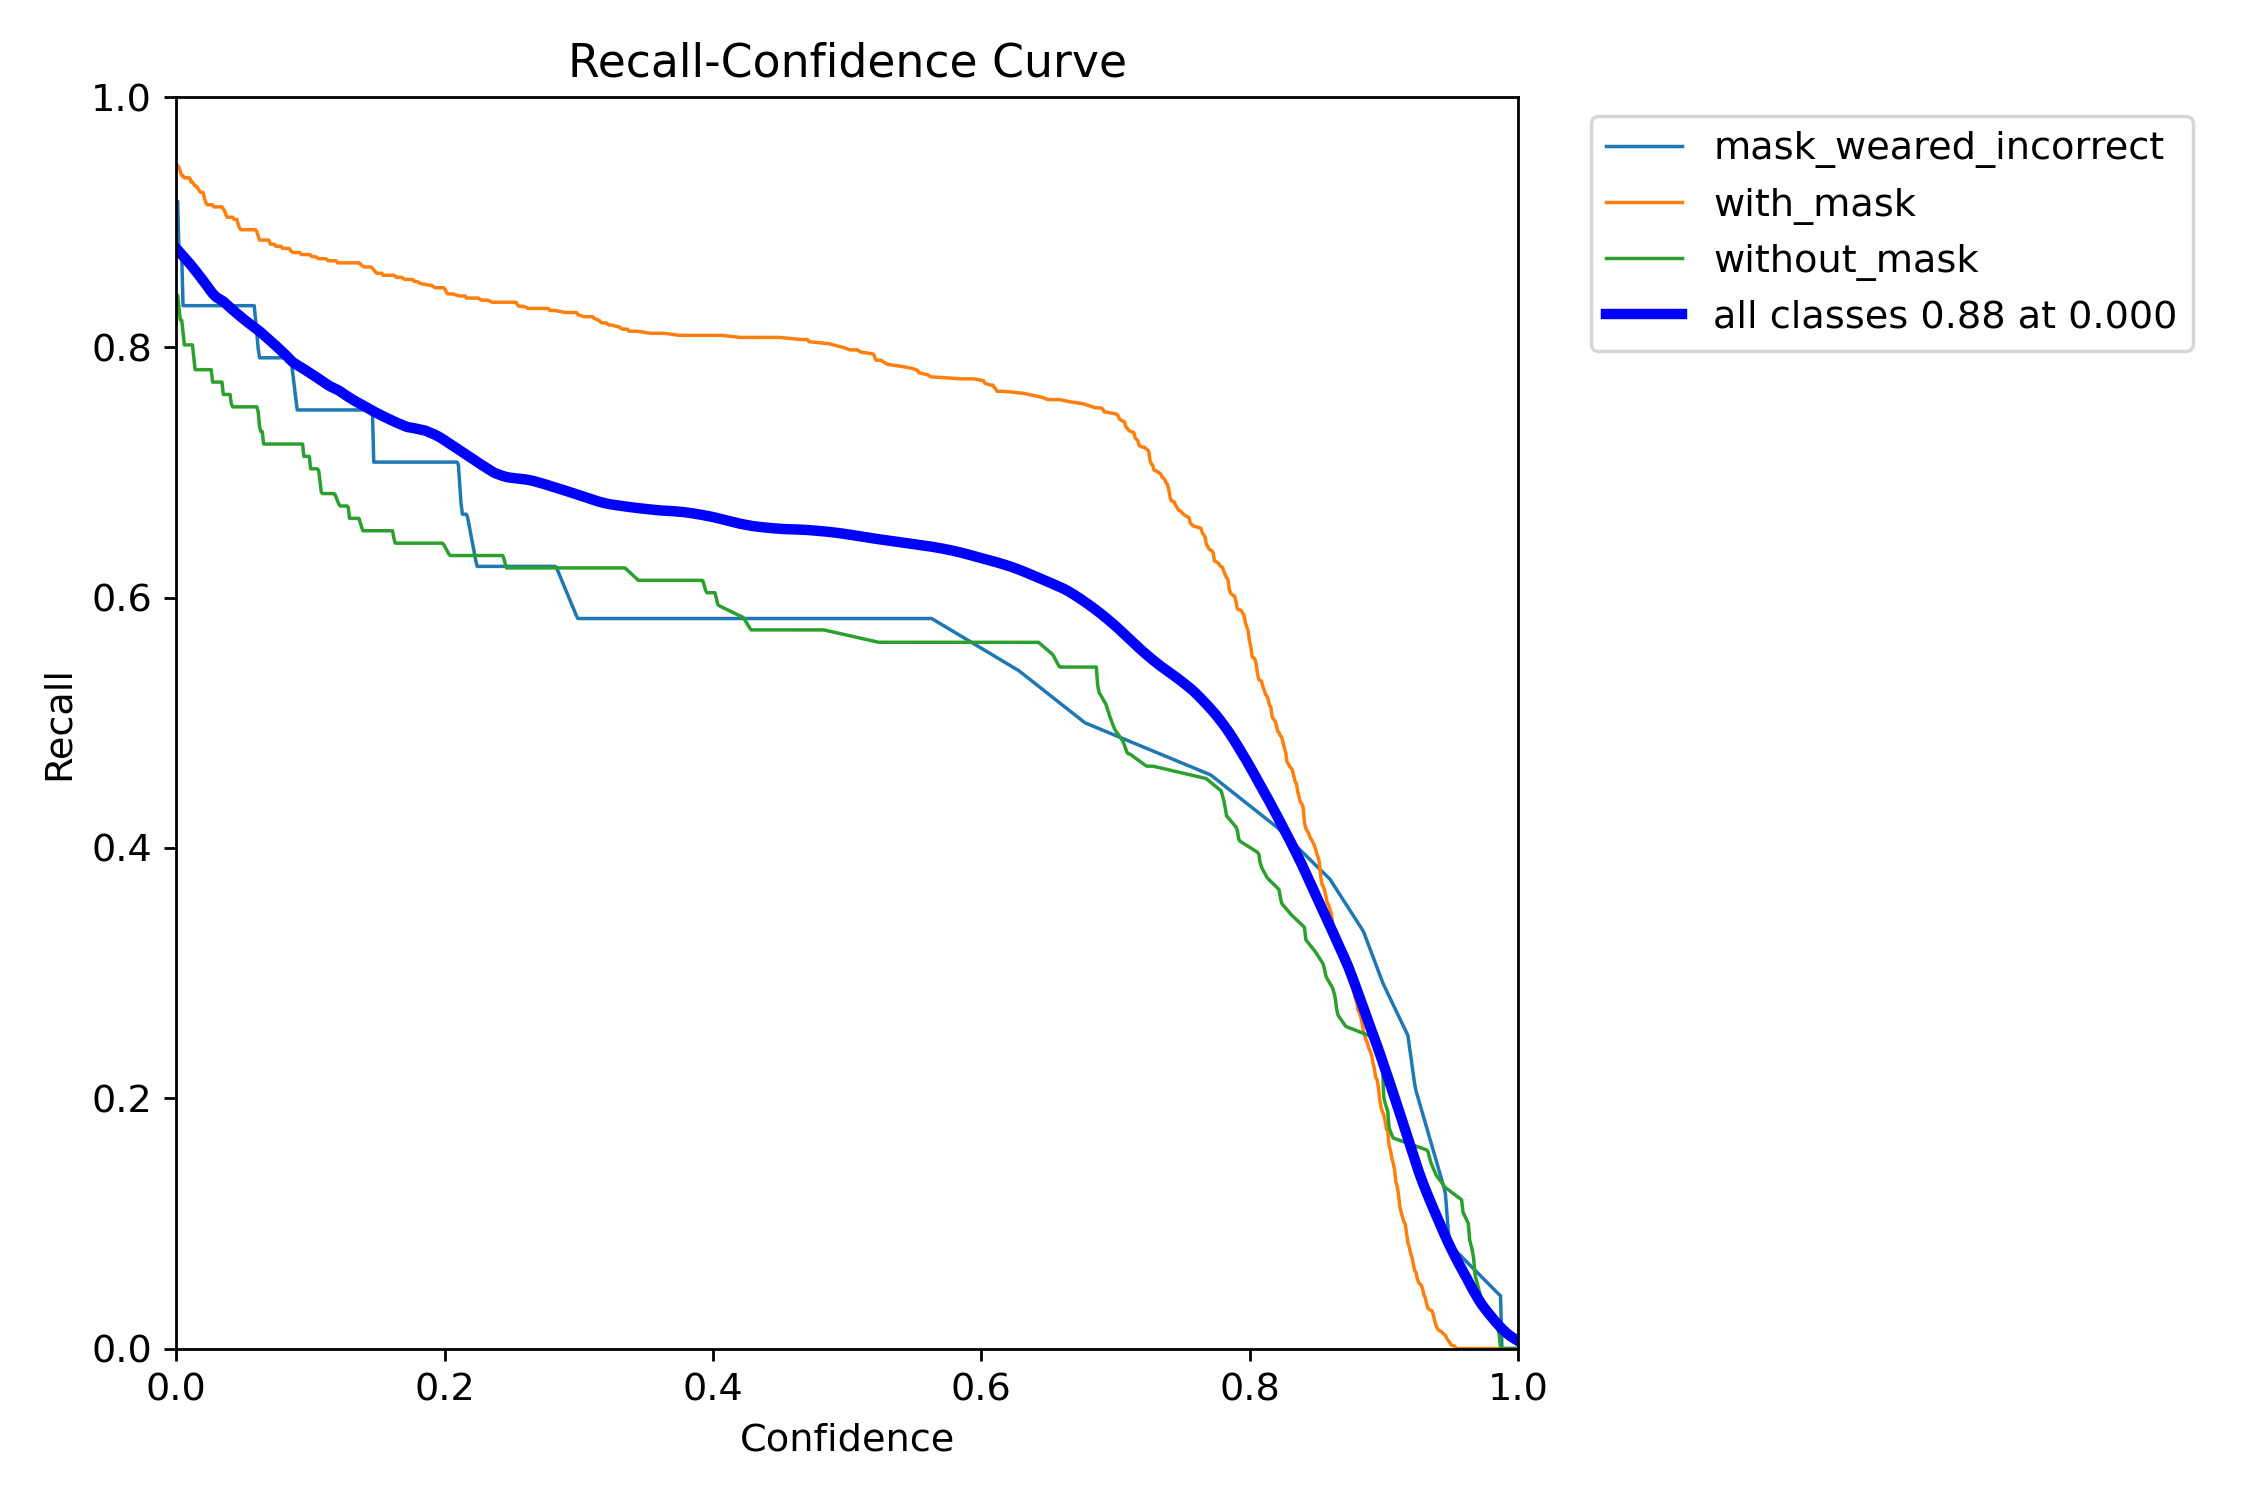 Recall-Confidence Curve
1.0
0.8
0.6
0.4
0.2
0.0
Recall
0.0 0.2 0.4 0.6 0.8 1.0
Confidence
mask_weared_incorrect
with_mask
without_mask
all classes 0.88 at 0.000